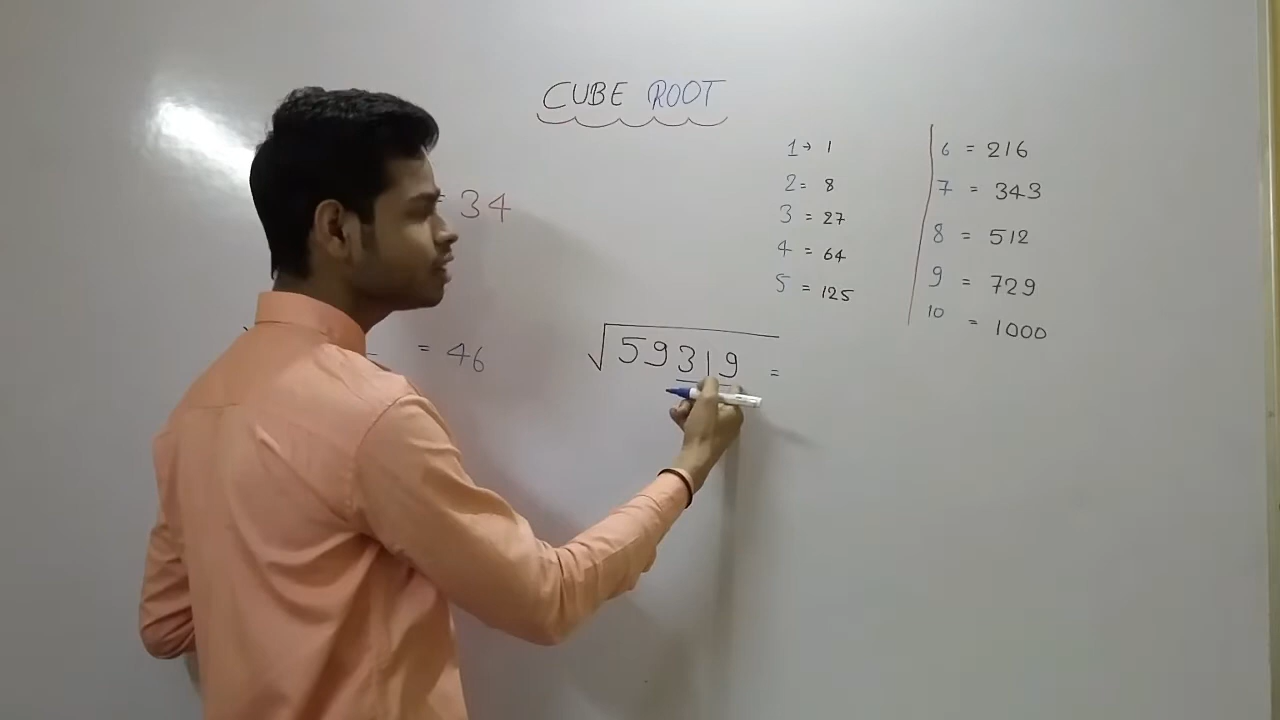 CUBE ROOT
= 34
= 46
√59319 =
1 → 1
2 = 8
3 = 27
4 = 64
5 = 125
6 = 216
7 = 343
8 = 512
9 = 729
10 = 1000